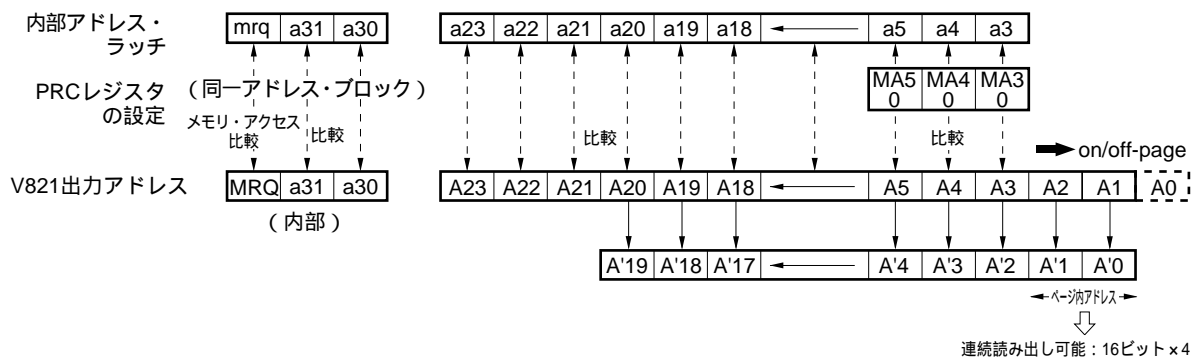 内部アドレス・
ラッチ
mrq a31 a30 a23 a22 a21 a20 a19 a18 a5 a4 a3
PRCレジスタ
の設定
(同一アドレス・ブロック)
MA5 MA4 MA3
0 0 0
メモリ・アクセス
比較 比較 比較 比較
on/off-page
V821出力アドレス
MRQ a31 a30 A23 A22 A21 A20 A19 A18 A5 A4 A3 A2 A1 A0
(内部)
A'19 A'18 A'17 A'4 A'3 A'2 A'1 A'0
ページ内アドレス
連続読み出し可能:16ビット×4